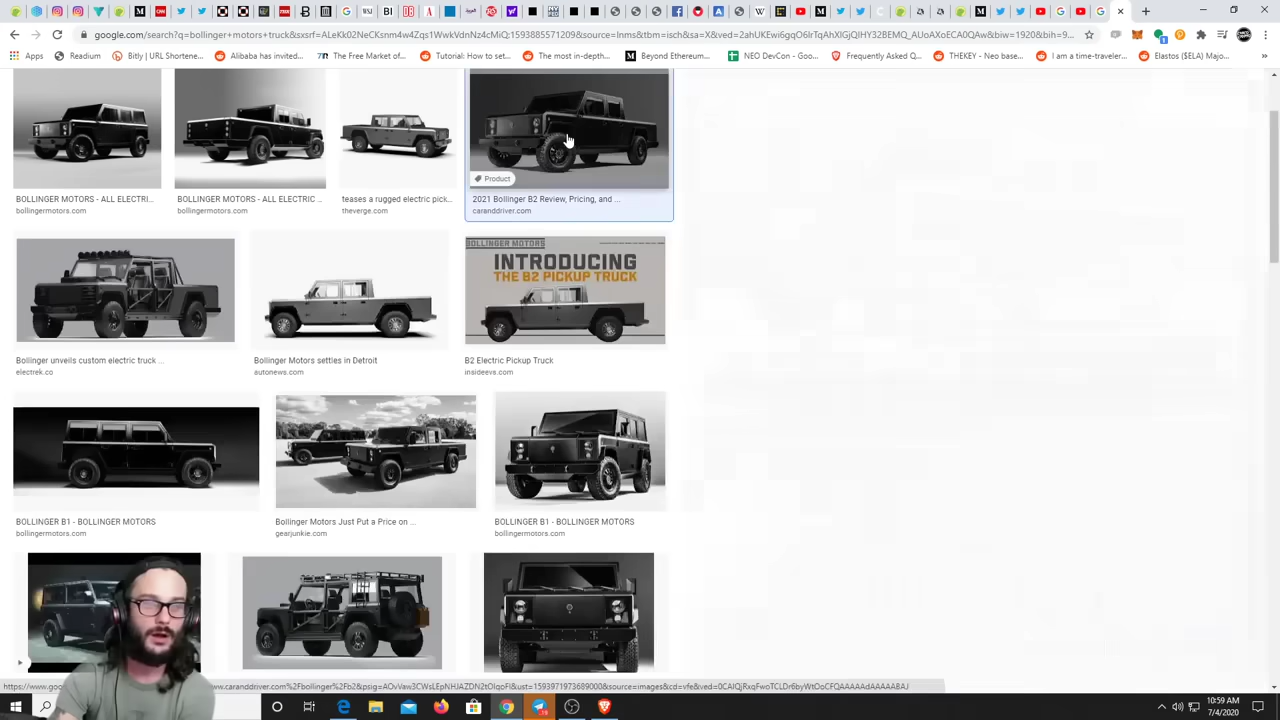 google.com/search?q=bollinger+motors+truck&sxsrf=
Apps
Readium
Bitly | URL Shortene...
Alibaba has invited...
The Free Market of...
Tutorial: How to set...
The most in-depth...
Beyond Ethereum...
NEO DevCon - Goo...
Frequently Asked Q...
THEKEY - Neo base...
I am a time-traveler...
Elastos ($ELA) Majo...
»
Product
BOLLINGER MOTORS - ALL ELECTRI...
bollingermotors.com
BOLLINGER MOTORS - ALL ELECTRIC ...
bollingermotors.com
teases a rugged electric pick...
theverge.com
2021 Bollinger B2 Review, Pricing, and ...
caranddriver.com
BOLLINGER MOTORS
INTRODUCING
THE B2 PICKUP TRUCK
Bollinger unveils custom electric truck ...
electrek.co
Bollinger Motors settles in Detroit
autonews.com
B2 Electric Pickup Truck
insideevs.com
BOLLINGER B1 - BOLLINGER MOTORS
bollingermotors.com
Bollinger Motors Just Put a Price on ...
gearjunkie.com
BOLLINGER B1 - BOLLINGER MOTORS
bollingermotors.com
10:59 AM
7/4/2020